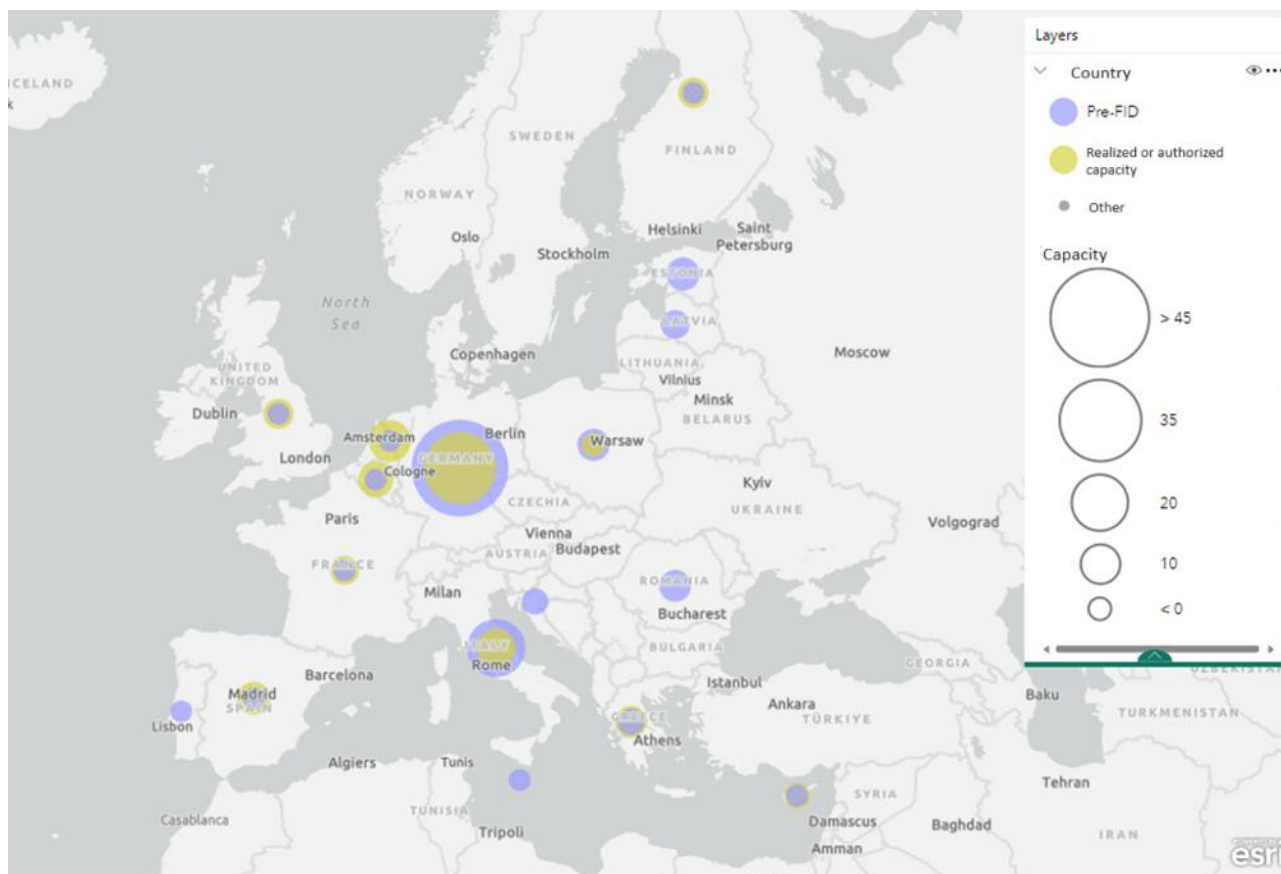 ICELAND
SWEDEN
FINLAND
NORWAY
Oslo
Helsinki
Saint
Petersburg
Stockholm
ESTONIA
North
Sea
LATVIA
Copenhagen
Moscow
LITHUANIA
UNITED
KINGDOM
Vilnius
Minsk
BELARUS
Dublin
Amsterdam
Berlin
Warsaw
London
GERMANY
Cologne
Kyiv
CZECHIA
UKRAINE
Paris
Volgograd
Vienna
AUSTRIA
Budapest
FRANCE
ROMANIA
Milan
Bucharest
ITALY
BULGARIA
Rome
GEORGIA
UZBEKISTAN
Barcelona
Istanbul
Madrid
SPAIN
Baku
Ankara
TÜRKIYE
TURKMENISTAN
Lisbon
GREECE
Athens
Algiers
Tunis
Tehran
SYRIA
TUNISIA
Casablanca
Damascus
Baghdad
Tripoli
IRAN
Amman
Layers
Country
Pre-FID
Realized or authorized
capacity
Other
Capacity
> 45
35
20
10
< 0
esri